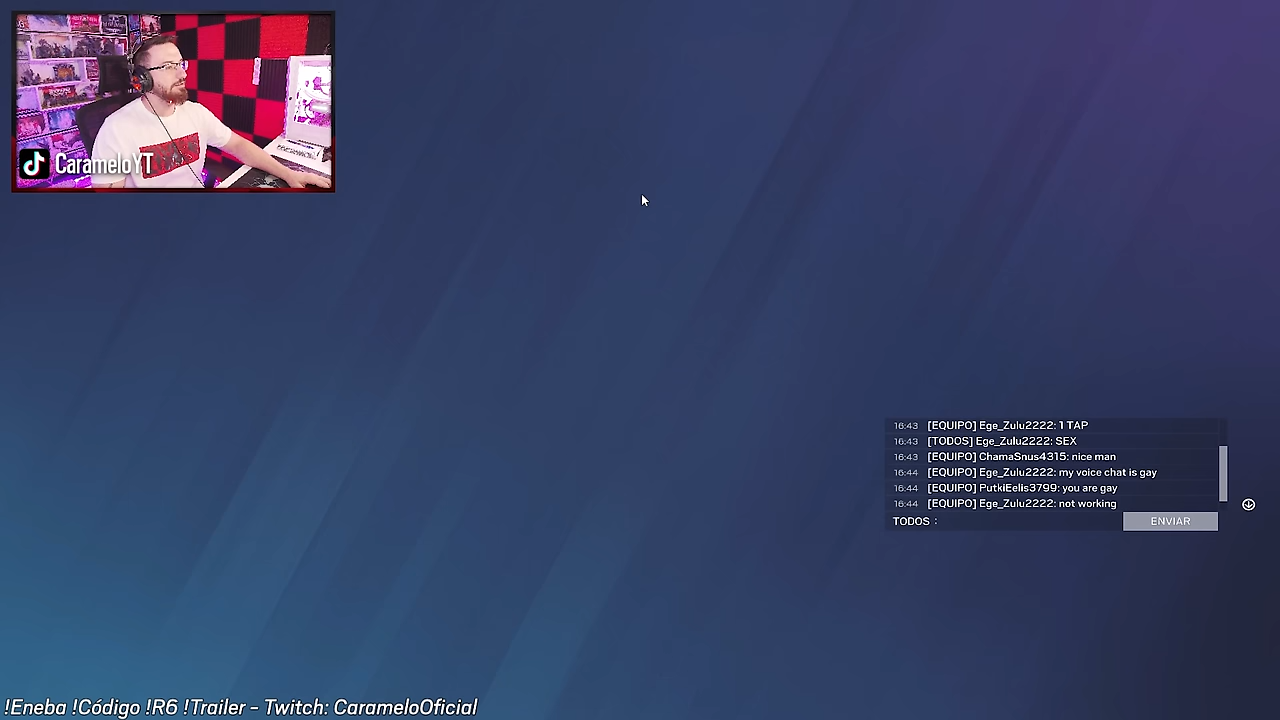 CarameloYT
16:43 [EQUIPO] Ege_Zulu2222: 1 TAP
16:43 [TODOS] Ege_Zulu2222: SEX
16:43 [EQUIPO] ChamaSnus4315: nice man
16:44 [EQUIPO] Ege_Zulu2222: my voice chat is gay
16:44 [EQUIPO] PutkiEelis3799: you are gay
16:44 [EQUIPO] Ege_Zulu2222: not working
TODOS : ENVIAR
!Eneba !Código !R6 !Trailer - Twitch: CarameloOficial